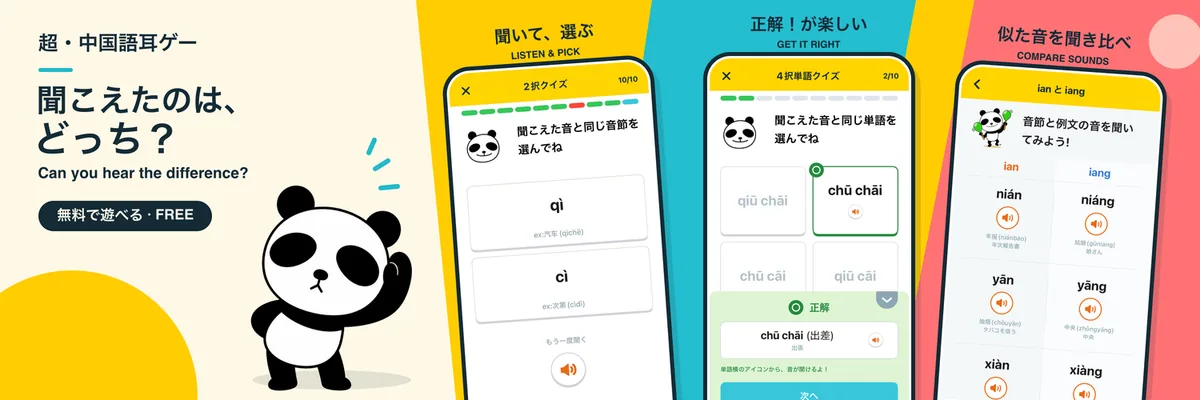 超・中国語耳ゲー
聞こえたのは、
どっち？
Can you hear the difference?
無料で遊べる · FREE
聞いて、選ぶ
LISTEN & PICK
2択クイズ
10/10
聞こえた音と同じ音節を
選んでね
qì
ex:汽车 (qìchē)
cì
ex:次第 (cìdì)
もう一度聞く
正解！が楽しい
GET IT RIGHT
4択単語クイズ
2/10
聞こえた音と同じ単語を
選んでね
qiū chāi
chū chāi
chū cāi
qiū cāi
正解
chū chāi (出差)
出張
単語横のアイコンから、音が聞けるよ！
次へ
似た音を聞き比べ
COMPARE SOUNDS
ian と iang
音節と例文の音を聞い
てみよう!
ian
iang
nián
niáng
年报 (niánbào)
年次報告書
姑娘 (gūniang)
娘さん
yān
yāng
抽烟 (chōuyān)
タバコを吸う
中央 (zhōngyāng)
中央
xiàn
xiàng